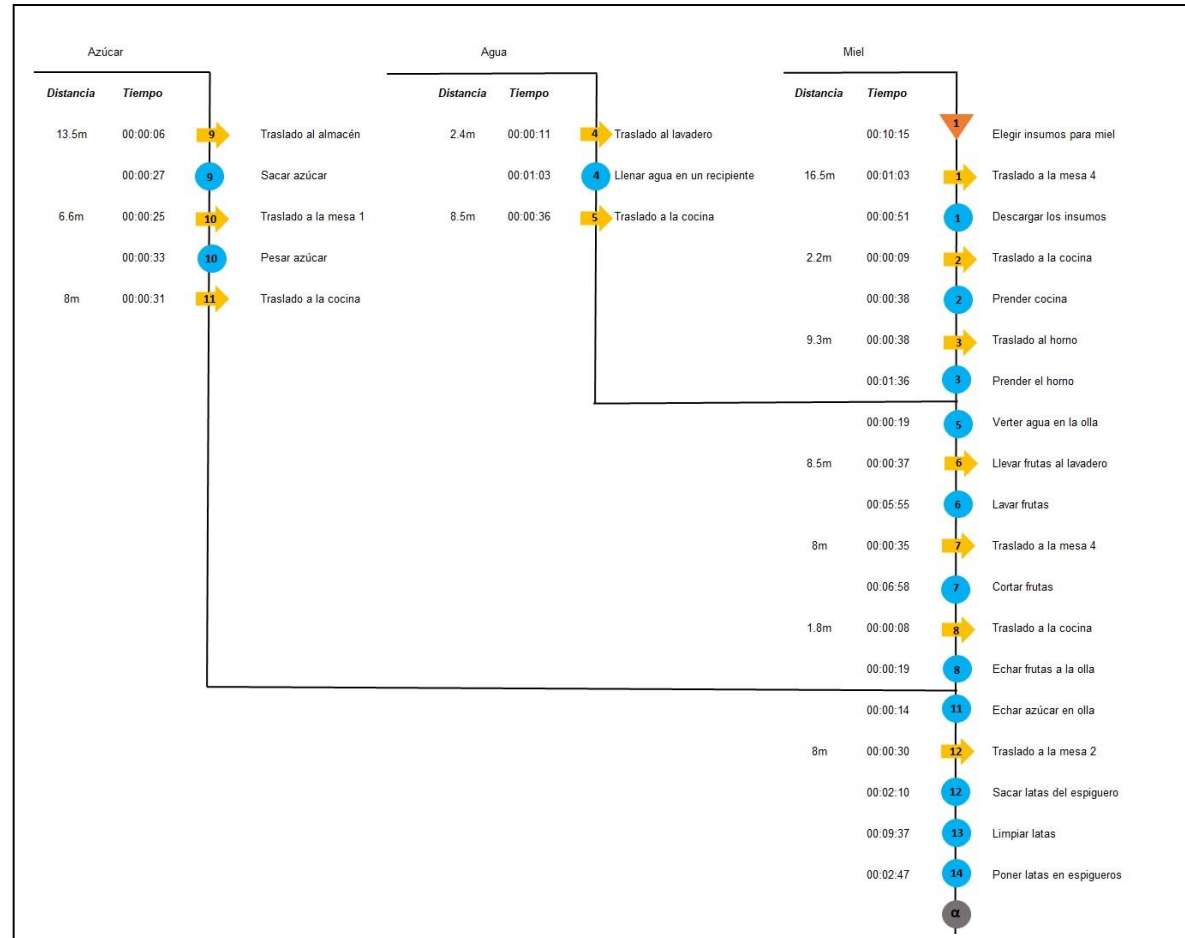 Azúcar
Distancia Tiempo
13.5m 00:00:06 9 Traslado al almacén
00:00:27 9 Sacar azúcar
6.6m 00:00:25 10 Traslado a la mesa 1
00:00:33 10 Pesar azúcar
8m 00:00:31 11 Traslado a la cocina
Agua
Distancia Tiempo
2.4m 00:00:11 4 Traslado al lavadero
00:01:03 4 Llenar agua en un recipiente
8.5m 00:00:36 5 Traslado a la cocina
Miel
Distancia Tiempo
00:10:15 1 Elegir insumos para miel
16.5m 00:01:03 1 Traslado a la mesa 4
00:00:51 1 Descargar los insumos
2.2m 00:00:09 2 Traslado a la cocina
00:00:38 2 Prender cocina
9.3m 00:00:38 3 Traslado al horno
00:01:36 3 Prender el horno
00:00:19 5 Verter agua en la olla
8.5m 00:00:37 6 Llevar frutas al lavadero
00:05:55 6 Lavar frutas
8m 00:00:35 7 Traslado a la mesa 4
00:06:58 7 Cortar frutas
1.8m 00:00:08 8 Traslado a la cocina
00:00:19 8 Echar frutas a la olla
00:00:14 11 Echar azúcar en olla
8m 00:00:30 12 Traslado a la mesa 2
00:02:10 12 Sacar latas del espiguero
00:09:37 13 Limpiar latas
00:02:47 14 Poner latas en espigueros
α